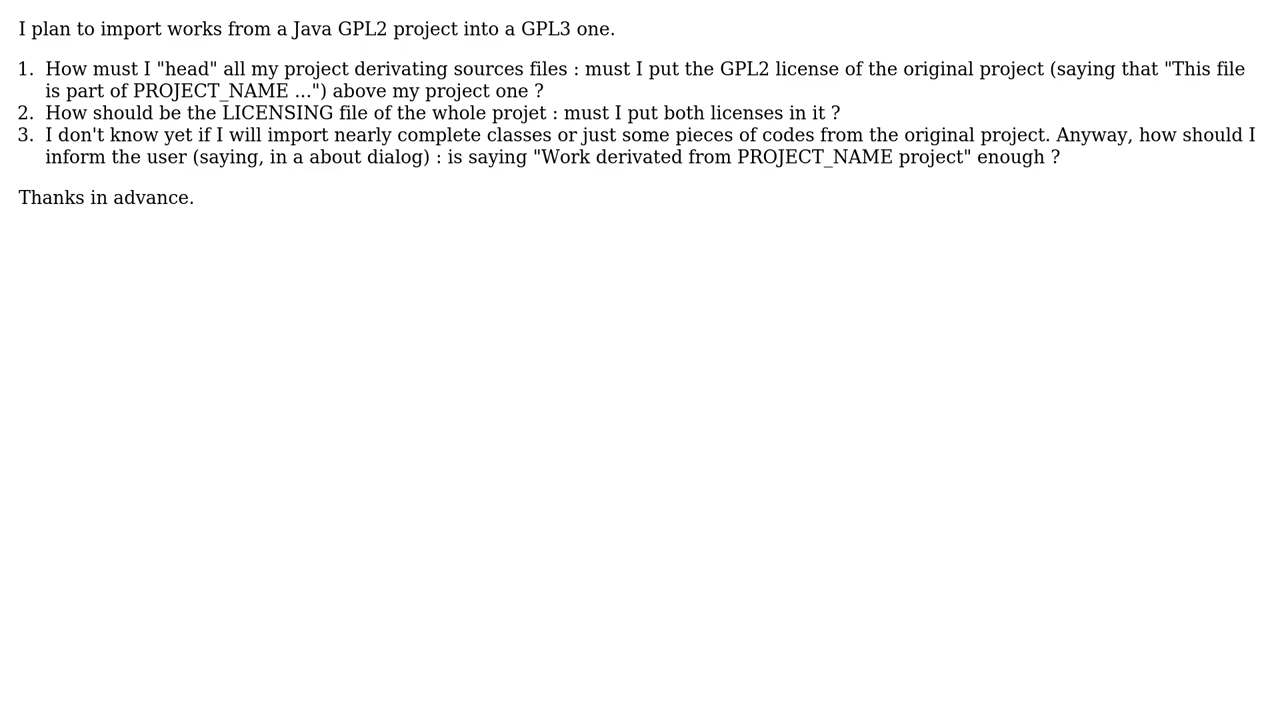 I plan to import works from a Java GPL2 project into a GPL3 one.
1. How must I "head" all my project derivating sources files : must I put the GPL2 license of the original project (saying that "This file
is part of PROJECT_NAME ...") above my project one ?
2. How should be the LICENSING file of the whole projet : must I put both licenses in it ?
3. I don't know yet if I will import nearly complete classes or just some pieces of codes from the original project. Anyway, how should I
inform the user (saying, in a about dialog) : is saying "Work derivated from PROJECT_NAME project" enough ?
Thanks in advance.